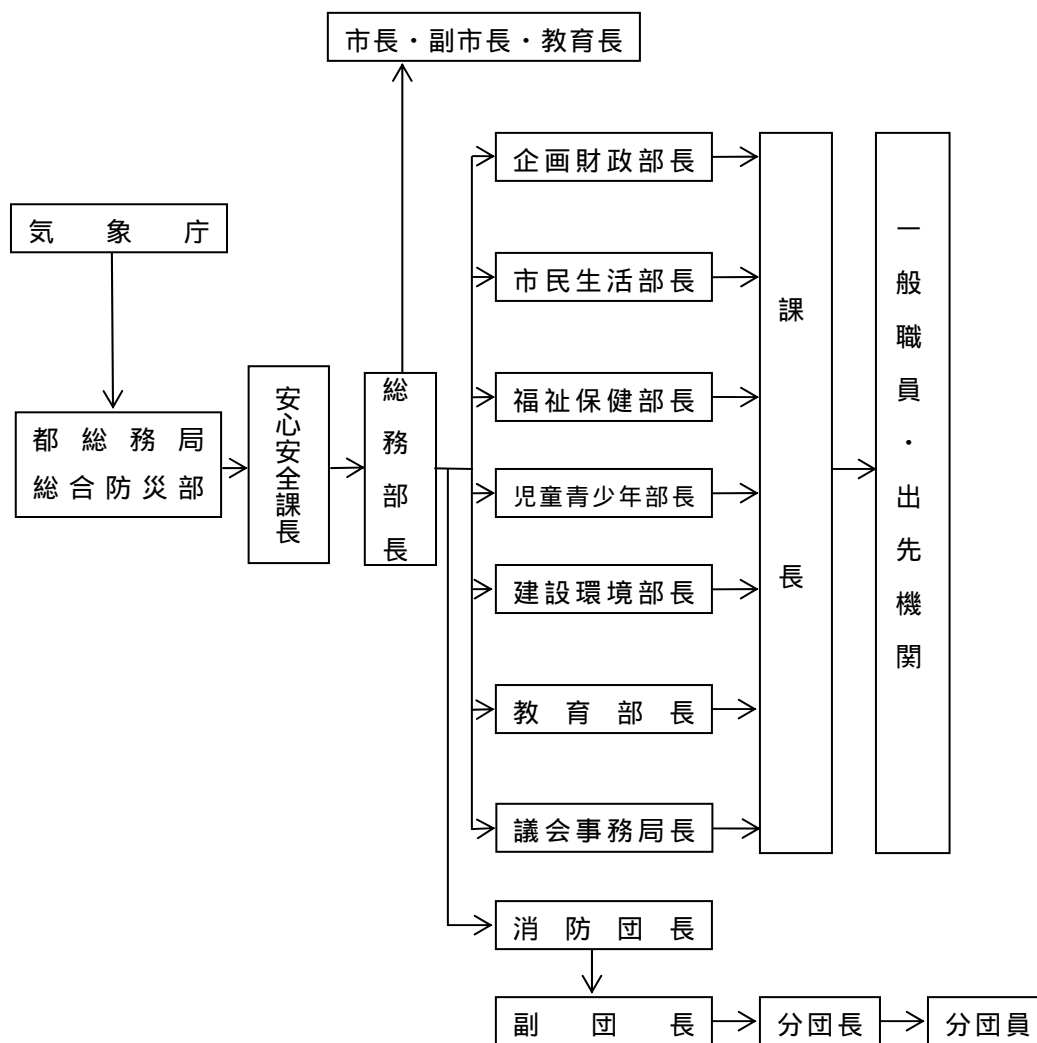 市長・副市長・教育長
企画財政部長
気象庁
市民生活部長
福祉保健部長
都総務局
総合防災部
安心安全課長
総務部長
児童青少年部長
建設環境部長
教育部長
議会事務局長
課長
一般職員・出先機関
消防団長
副団長
分団長
分団員